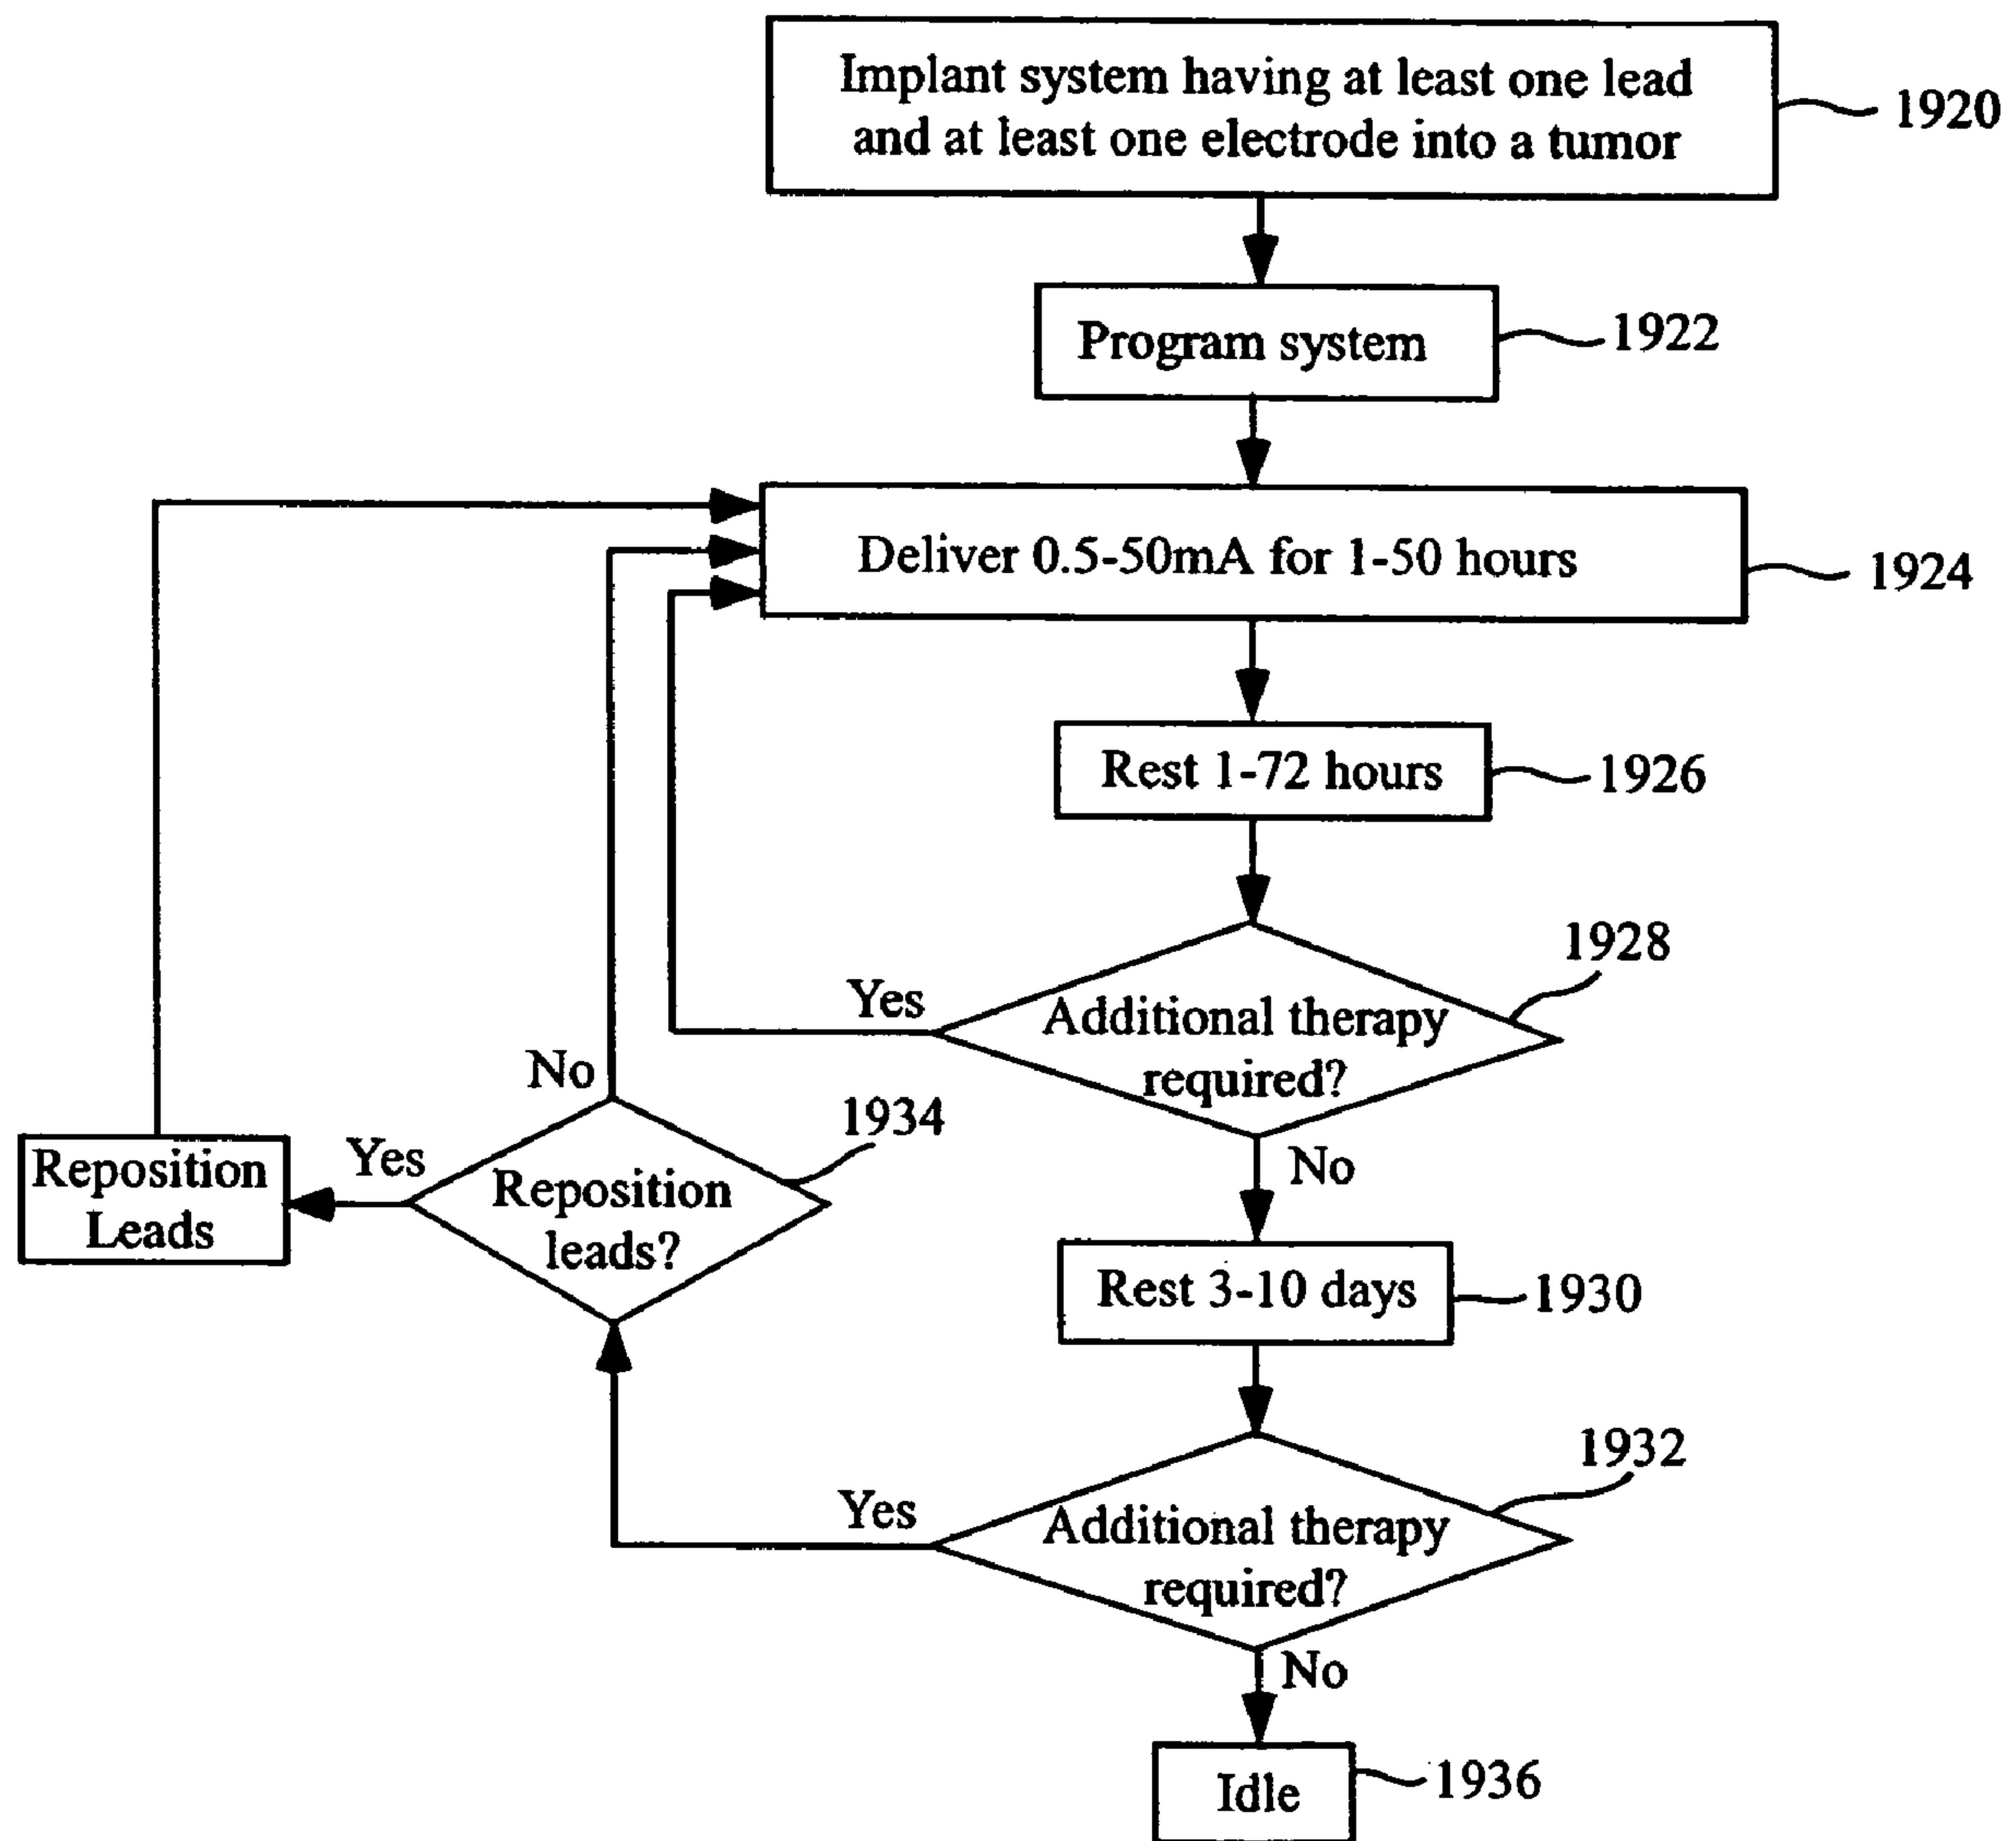 Implant system having at least one lead
and at least one electrode into a tumor
1920
Program system
1922
Deliver 0.5-50mA for 1-50 hours
1924
Rest 1-72 hours
1926
1928
Yes
Additional therapy
required?
No
No
1934
Reposition
Leads
Yes
Reposition
leads?
Rest 3-10 days
1930
1932
Yes
Additional therapy
required?
No
Idle
1936